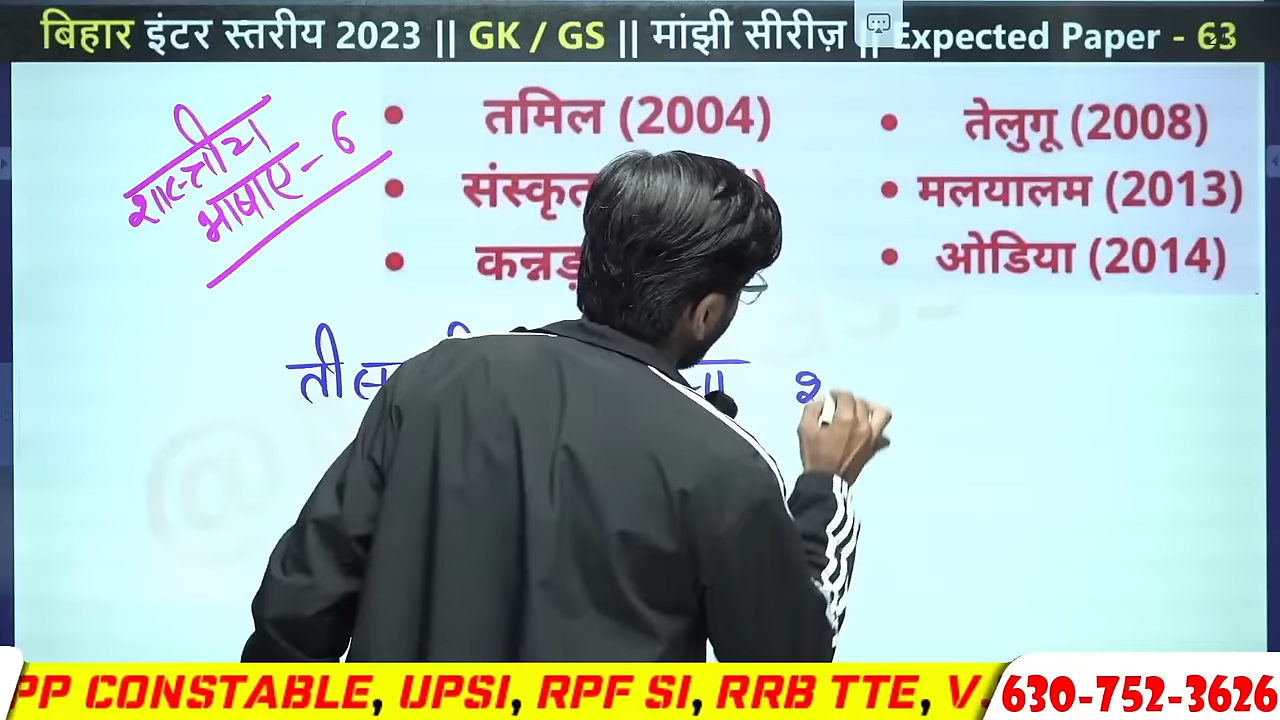 बिहार इंटर स्तरीय 2023 || GK / GS || मांझी सीरीज़ || Expected Paper - 63
शास्त्रीय
भाषाए - 6
• तमिल (2004)
• तेलुगू (2008)
• संस्कृत
• मलयालम (2013)
• कन्नड़
• ओडिया (2014)
PP CONSTABLE, UPSI, RPF SI, RRB TTE, V
630-752-3626